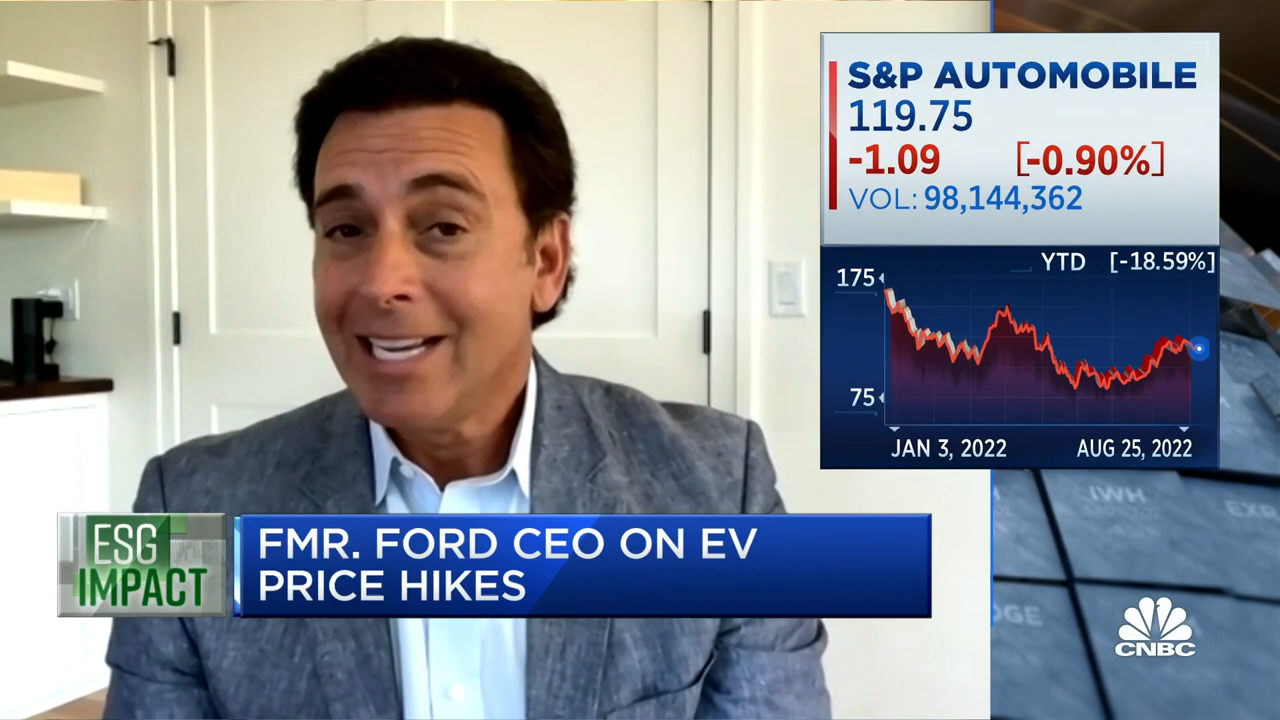 S&P AUTOMOBILE
119.75
-1.09 [-0.90%]
VOL: 98,144,362
YTD [-18.59%]
175
75
JAN 3, 2022 AUG 25, 2022
ESG
IMPACT
FMR. FORD CEO ON EV
PRICE HIKES
IWH
CNBC